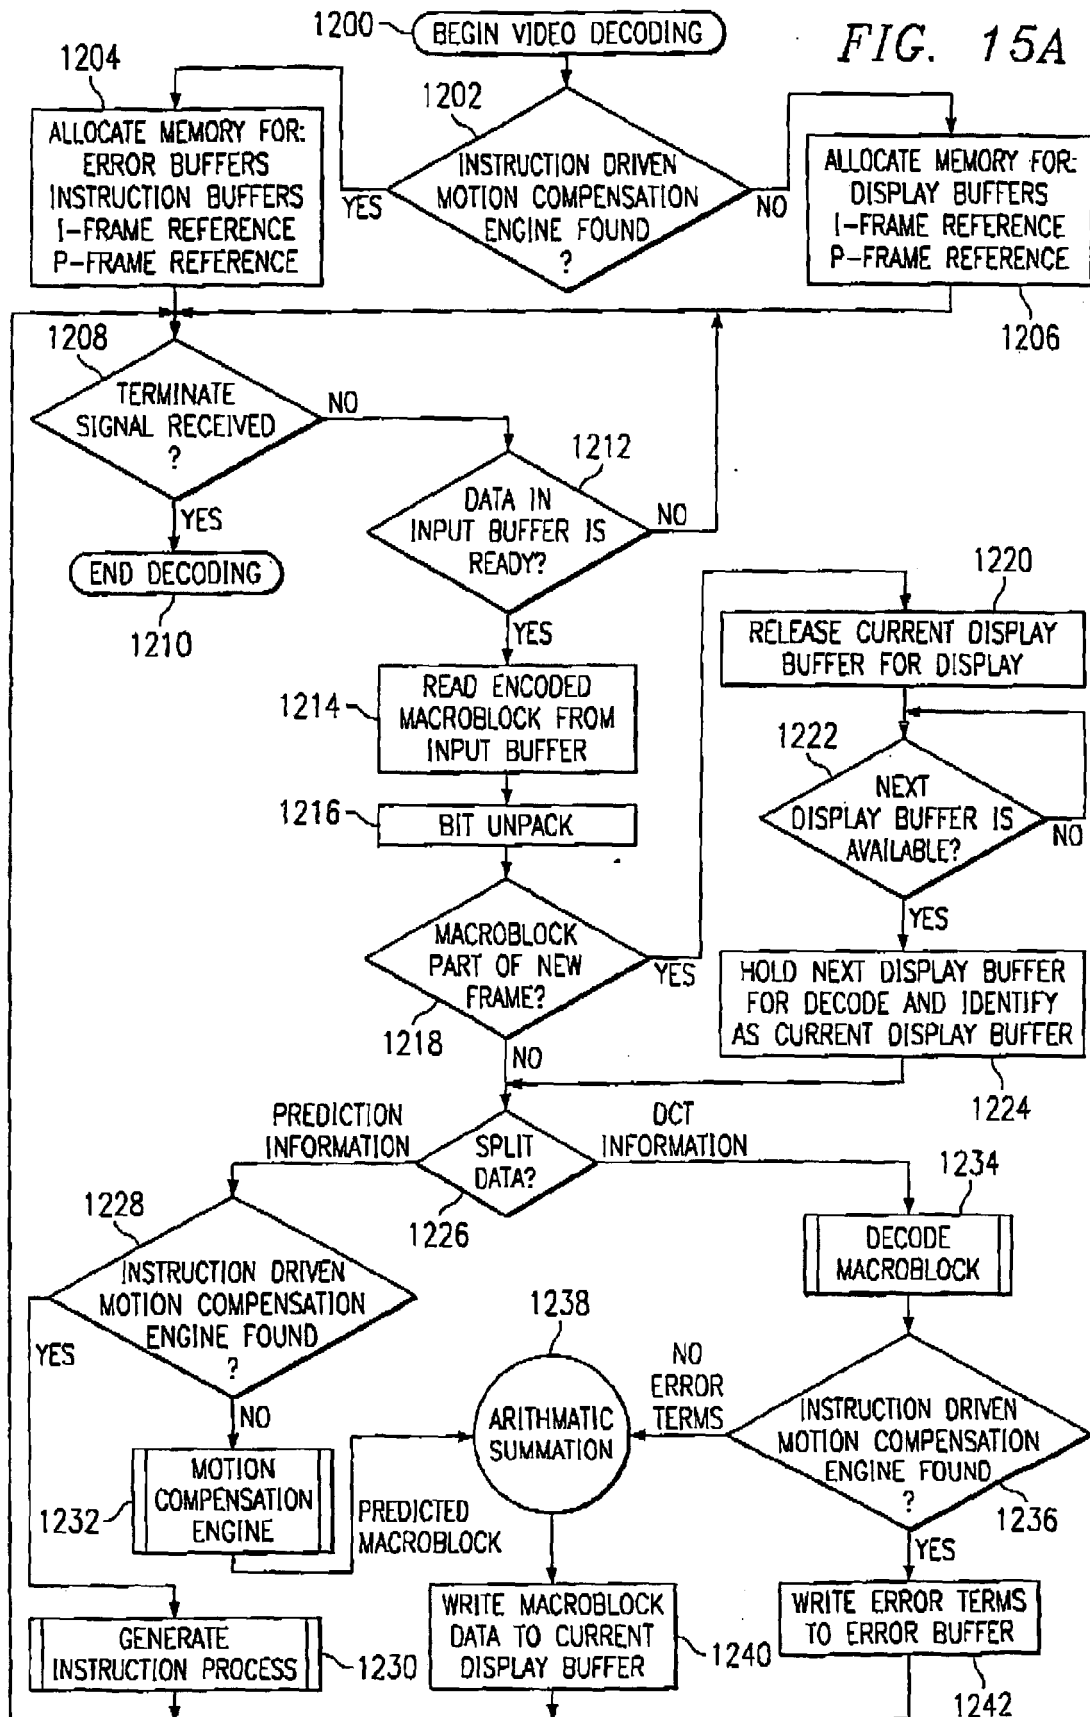 FIG. 15A
1200
BEGIN VIDEO DECODING
1204
ALLOCATE MEMORY FOR:
ERROR BUFFERS
INSTRUCTION BUFFERS
I-FRAME REFERENCE
P-FRAME REFERENCE
YES
1202
INSTRUCTION DRIVEN
MOTION COMPENSATION
ENGINE FOUND
?
NO
ALLOCATE MEMORY FOR:
DISPLAY BUFFERS
I-FRAME REFERENCE
P-FRAME REFERENCE
1206
1208
TERMINATE
SIGNAL RECEIVED
?
NO
YES
END DECODING
1210
1212
DATA IN
INPUT BUFFER IS
READY?
NO
YES
1214
READ ENCODED
MACROBLOCK FROM
INPUT BUFFER
1216
BIT UNPACK
MACROBLOCK
PART OF NEW
FRAME?
1218
YES
NO
1220
RELEASE CURRENT DISPLAY
BUFFER FOR DISPLAY
1222
NEXT
DISPLAY BUFFER IS
AVAILABLE?
NO
YES
HOLD NEXT DISPLAY BUFFER
FOR DECODE AND IDENTIFY
AS CURRENT DISPLAY BUFFER
1224
PREDICTION
INFORMATION
SPLIT
DATA?
1226
DCT
INFORMATION
1228
INSTRUCTION DRIVEN
MOTION COMPENSATION
ENGINE FOUND
?
YES
NO
1232
MOTION
COMPENSATION
ENGINE
PREDICTED
MACROBLOCK
GENERATE
INSTRUCTION PROCESS
1230
1238
ARITHMATIC
SUMMATION
WRITE MACROBLOCK
DATA TO CURRENT
DISPLAY BUFFER
1240
1234
DECODE
MACROBLOCK
NO
ERROR
TERMS
INSTRUCTION DRIVEN
MOTION COMPENSATION
ENGINE FOUND
?
1236
YES
WRITE ERROR TERMS
TO ERROR BUFFER
1242